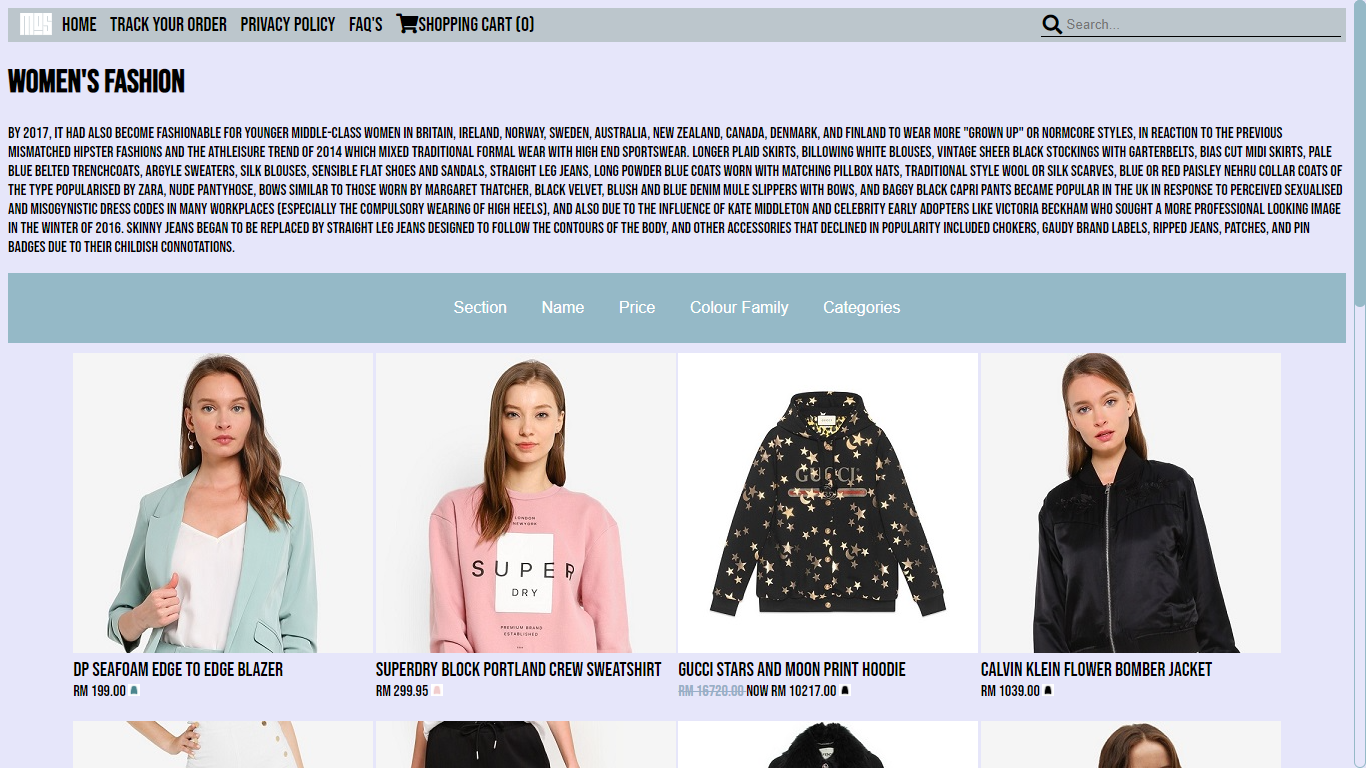 MDS HOME TRACK YOUR ORDER PRIVACY POLICY FAQ'S SHOPPING CART (0) Search...
WOMEN'S FASHION
BY 2017, IT HAD ALSO BECOME FASHIONABLE FOR YOUNGER MIDDLE-CLASS WOMEN IN BRITAIN, IRELAND, NORWAY, SWEDEN, AUSTRALIA, NEW ZEALAND, CANADA, DENMARK, AND FINLAND TO WEAR MORE "GROWN UP" OR NORMCORE STYLES, IN REACTION TO THE PREVIOUS
MISMATCHED HIPSTER FASHIONS AND THE ATHLEISURE TREND OF 2014 WHICH MIXED TRADITIONAL FORMAL WEAR WITH HIGH END SPORTSWEAR. LONGER PLAID SKIRTS, BILLOWING WHITE BLOUSES, VINTAGE SHEER BLACK STOCKINGS WITH GARTERBELTS, BIAS CUT MIDI SKIRTS, PALE
BLUE BELTED TRENCHCOATS, ARGYLE SWEATERS, SILK BLOUSES, SENSIBLE FLAT SHOES AND SANDALS, STRAIGHT LEG JEANS, LONG POWDER BLUE COATS WORN WITH MATCHING PILLBOX HATS, TRADITIONAL STYLE WOOL OR SILK SCARVES, BLUE OR RED PAISLEY NEHRU COLLAR COATS OF
THE TYPE POPULARISED BY ZARA, NUDE PANTYHOSE, BOWS SIMILAR TO THOSE WORN BY MARGARET THATCHER, BLACK VELVET, BLUSH AND BLUE DENIM MULE SLIPPERS WITH BOWS, AND BAGGY BLACK CAPRI PANTS BECAME POPULAR IN THE UK IN RESPONSE TO PERCEIVED SEXUALISED
AND MISOGYNISTIC DRESS CODES IN MANY WORKPLACES (ESPECIALLY THE COMPULSORY WEARING OF HIGH HEELS), AND ALSO DUE TO THE INFLUENCE OF KATE MIDDLETON AND CELEBRITY EARLY ADOPTERS LIKE VICTORIA BECKHAM WHO SOUGHT A MORE PROFESSIONAL LOOKING IMAGE
IN THE WINTER OF 2016. SKINNY JEANS BEGAN TO BE REPLACED BY STRAIGHT LEG JEANS DESIGNED TO FOLLOW THE CONTOURS OF THE BODY, AND OTHER ACCESSORIES THAT DECLINED IN POPULARITY INCLUDED CHOKERS, GAUDY BRAND LABELS, RIPPED JEANS, PATCHES, AND PIN
BADGES DUE TO THEIR CHILDISH CONNOTATIONS.
Section Name Price Colour Family Categories
LONDON
NEW YORK
SUPER
DRY
PREMIUM BRAND
ESTABLISHED
GUCCI
DP SEAFOAM EDGE TO EDGE BLAZER
RM 199.00
SUPERDRY BLOCK PORTLAND CREW SWEATSHIRT
RM 299.95
GUCCI STARS AND MOON PRINT HOODIE
RM 16720.00 NOW RM 10217.00
CALVIN KLEIN FLOWER BOMBER JACKET
RM 1039.00